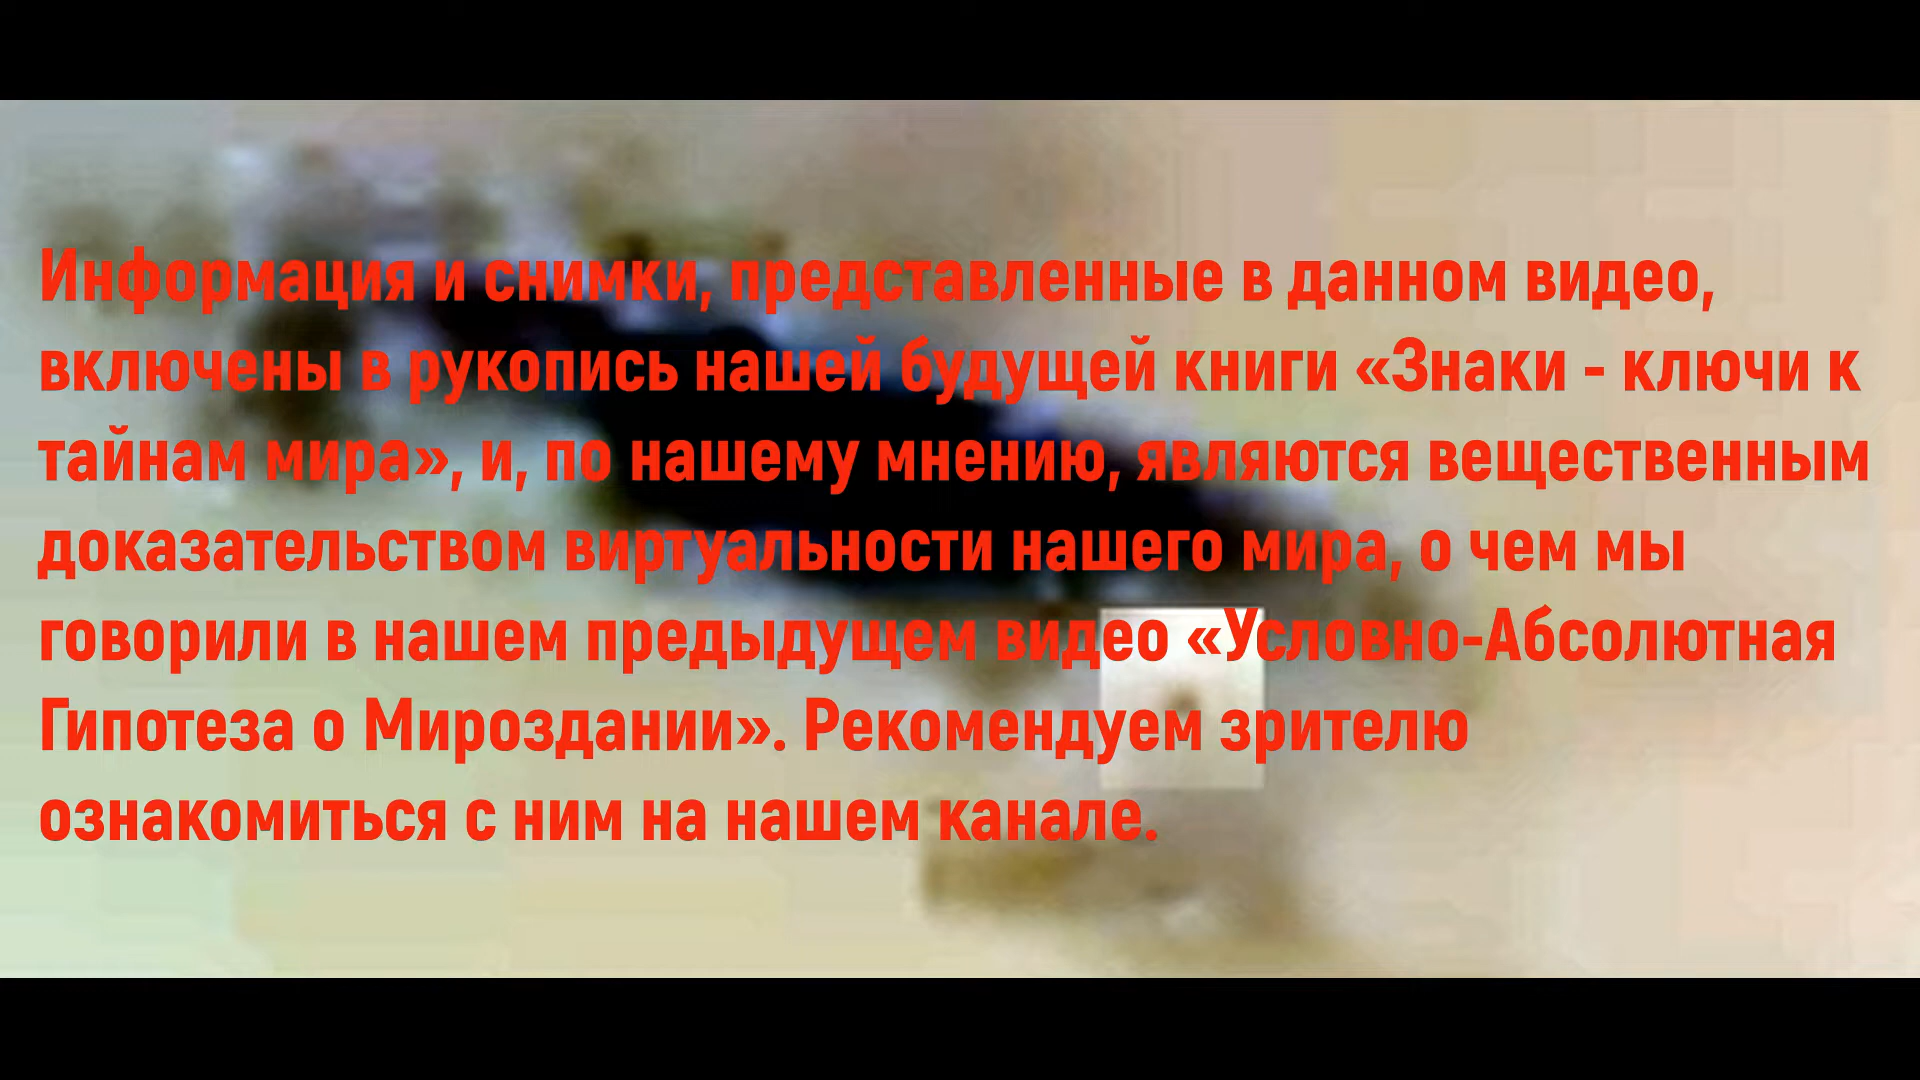 Информация и снимки, представленные в данном видео,
включены в рукопись нашей будущей книги «Знаки - ключи к
тайнам мира», и, по нашему мнению, являются вещественным
доказательством виртуальности нашего мира, о чем мы
говорили в нашем предыдущем видео «Условно-Абсолютная
Гипотеза о Мироздании». Рекомендуем зрителю
ознакомиться с ним на нашем канале.